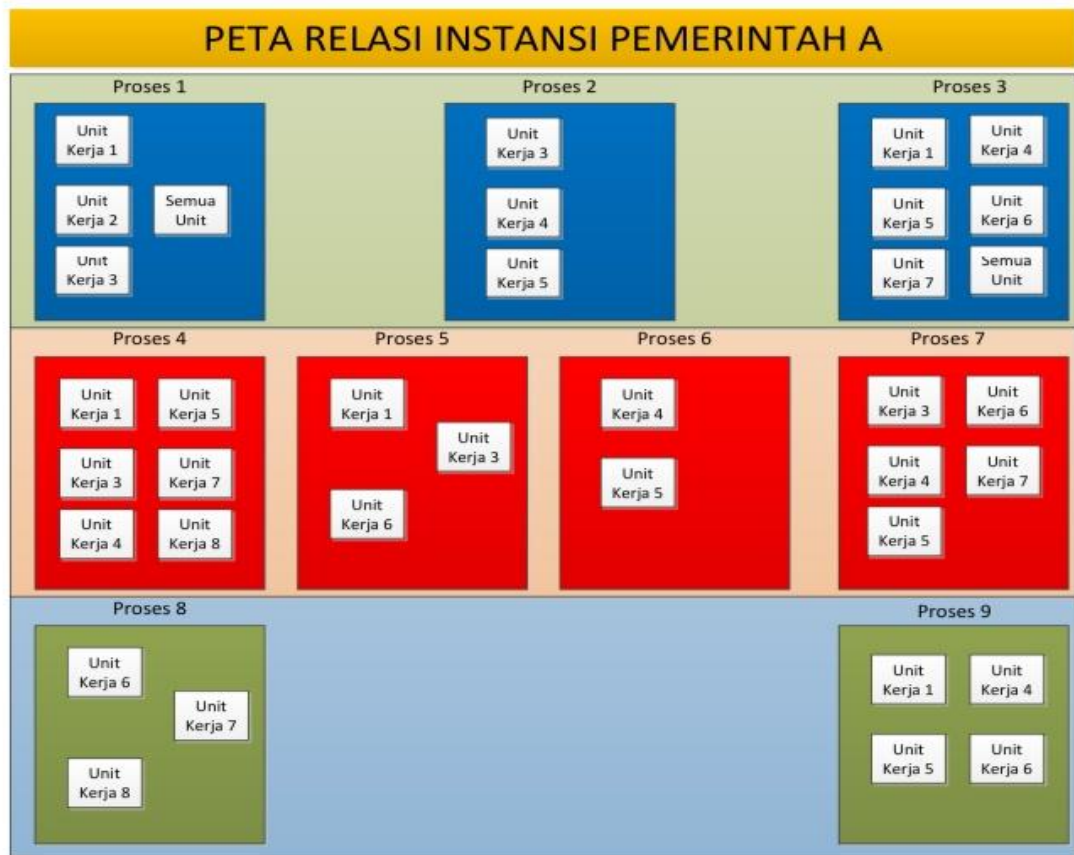 PETA RELASI INSTANSI PEMERINTAH A
Proses 1
Unit
Kerja 1
Unit
Kerja 2
Semua
Unit
Unit
Kerja 3
Proses 2
Unit
Kerja 3
Unit
Kerja 4
Unit
Kerja 5
Proses 3
Unit
Kerja 1
Unit
Kerja 4
Unit
Kerja 5
Unit
Kerja 6
Unit
Kerja 7
Semua
Unit
Proses 4
Unit
Kerja 1
Unit
Kerja 5
Unit
Kerja 3
Unit
Kerja 7
Unit
Kerja 4
Unit
Kerja 8
Proses 5
Unit
Kerja 1
Unit
Kerja 3
Unit
Kerja 6
Proses 6
Unit
Kerja 4
Unit
Kerja 5
Proses 7
Unit
Kerja 3
Unit
Kerja 6
Unit
Kerja 4
Unit
Kerja 7
Unit
Kerja 5
Proses 8
Unit
Kerja 6
Unit
Kerja 7
Unit
Kerja 8
Proses 9
Unit
Kerja 1
Unit
Kerja 4
Unit
Kerja 5
Unit
Kerja 6